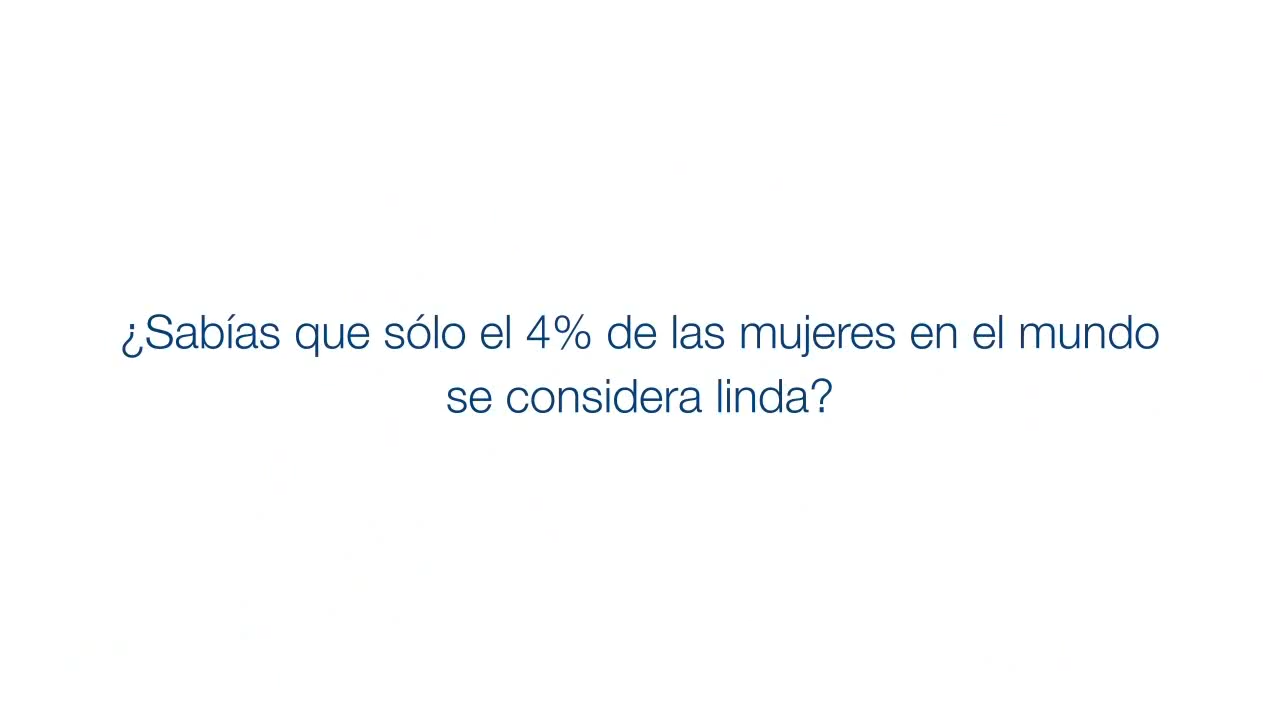 ¿Sabías que sólo el 4% de las mujeres en el mundo
se considera linda?